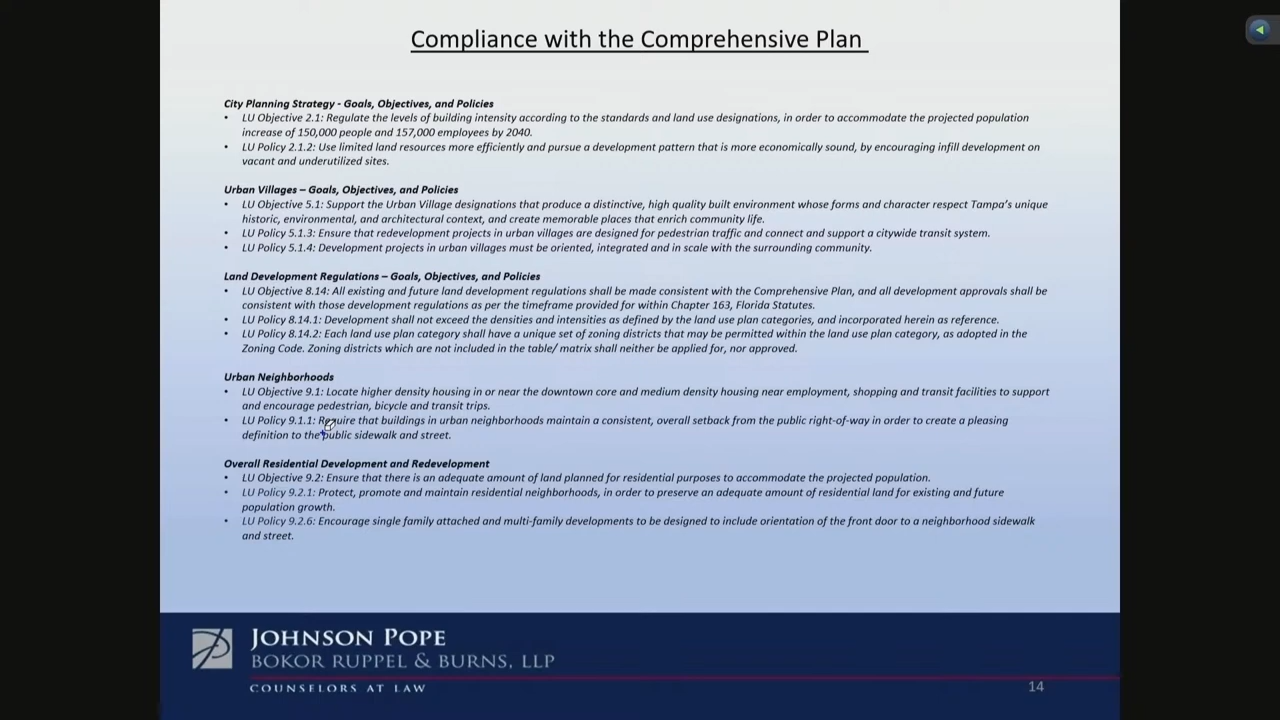 Compliance with the Comprehensive Plan
City Planning Strategy - Goals, Objectives, and Policies
• LU Objective 2.1: Regulate the levels of building intensity according to the standards and land use designations, in order to accommodate the projected population
increase of 150,000 people and 157,000 employees by 2040.
• LU Policy 2.1.2: Use limited land resources more efficiently and pursue a development pattern that is more economically sound, by encouraging infill development on
vacant and underutilized sites.
Urban Villages – Goals, Objectives, and Policies
• LU Objective 5.1: Support the Urban Village designations that produce a distinctive, high quality built environment whose forms and character respect Tampa's unique
historic, environmental, and architectural context, and create memorable places that enrich community life.
• LU Policy 5.1.3: Ensure that redevelopment projects in urban villages are designed for pedestrian traffic and connect and support a citywide transit system.
• LU Policy 5.1.4: Development projects in urban villages must be oriented, integrated and in scale with the surrounding community.
Land Development Regulations – Goals, Objectives, and Policies
• LU Objective 8.14: All existing and future land development regulations shall be made consistent with the Comprehensive Plan, and all development approvals shall be
consistent with those development regulations as per the timeframe provided for within Chapter 163, Florida Statutes.
• LU Policy 8.14.1: Development shall not exceed the densities and intensities as defined by the land use plan categories, and incorporated herein as reference.
• LU Policy 8.14.2: Each land use plan category shall have a unique set of zoning districts that may be permitted within the land use plan category, as adopted in the
Zoning Code. Zoning districts which are not included in the table/ matrix shall neither be applied for, nor approved.
Urban Neighborhoods
• LU Objective 9.1: Locate higher density housing in or near the downtown core and medium density housing near employment, shopping and transit facilities to support
and encourage pedestrian, bicycle and transit trips.
• LU Policy 9.1.1: Require that buildings in urban neighborhoods maintain a consistent, overall setback from the public right-of-way in order to create a pleasing
definition to the public sidewalk and street.
Overall Residential Development and Redevelopment
• LU Objective 9.2: Ensure that there is an adequate amount of land planned for residential purposes to accommodate the projected population.
• LU Policy 9.2.1: Protect, promote and maintain residential neighborhoods, in order to preserve an adequate amount of residential land for existing and future
population growth.
• LU Policy 9.2.6: Encourage single family attached and multi-family developments to be designed to include orientation of the front door to a neighborhood sidewalk
and street.
JOHNSON POPE
BOKOR RUPPEL & BURNS, LLP
COUNSELORS AT LAW
14